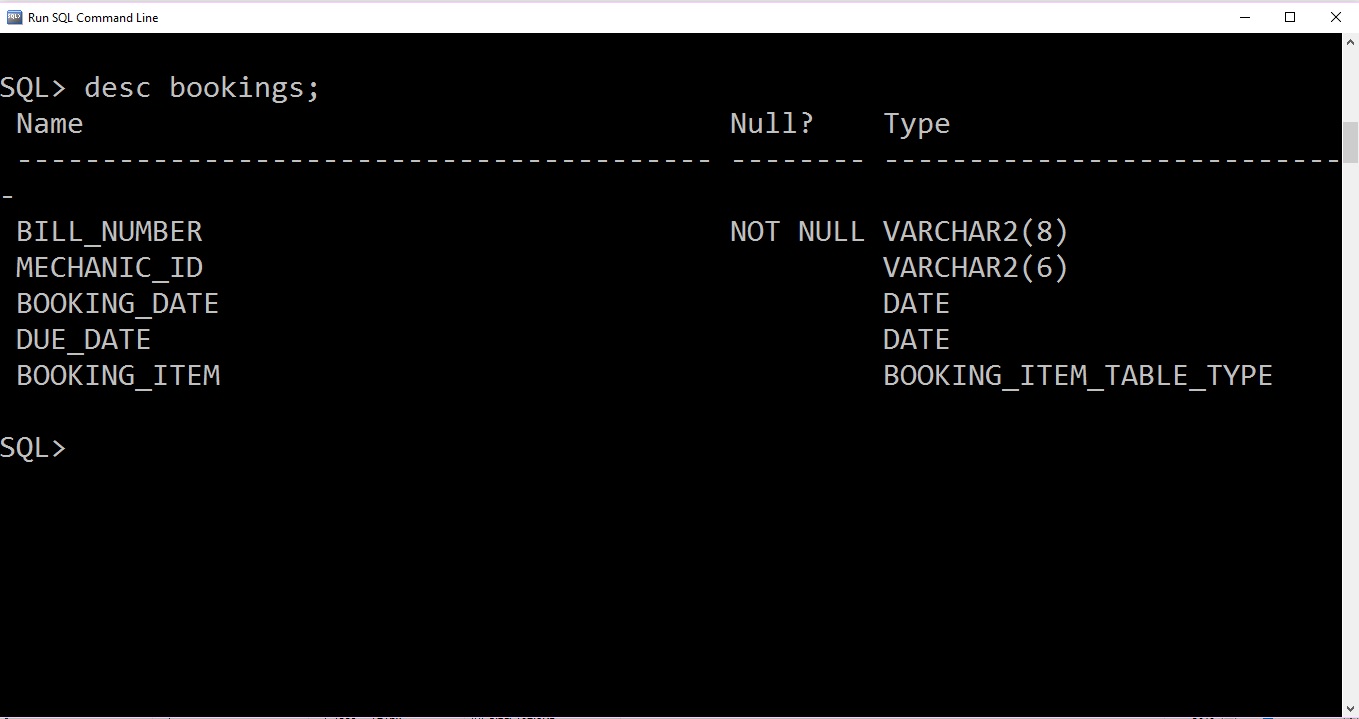 Run SQL Command Line
SQL> desc bookings;
Name Null? Type
----------------------------------------- -------- ---------------------------
-
BILL_NUMBER NOT NULL VARCHAR2(8)
MECHANIC_ID VARCHAR2(6)
BOOKING_DATE DATE
DUE_DATE DATE
BOOKING_ITEM BOOKING_ITEM_TABLE_TYPE
SQL>